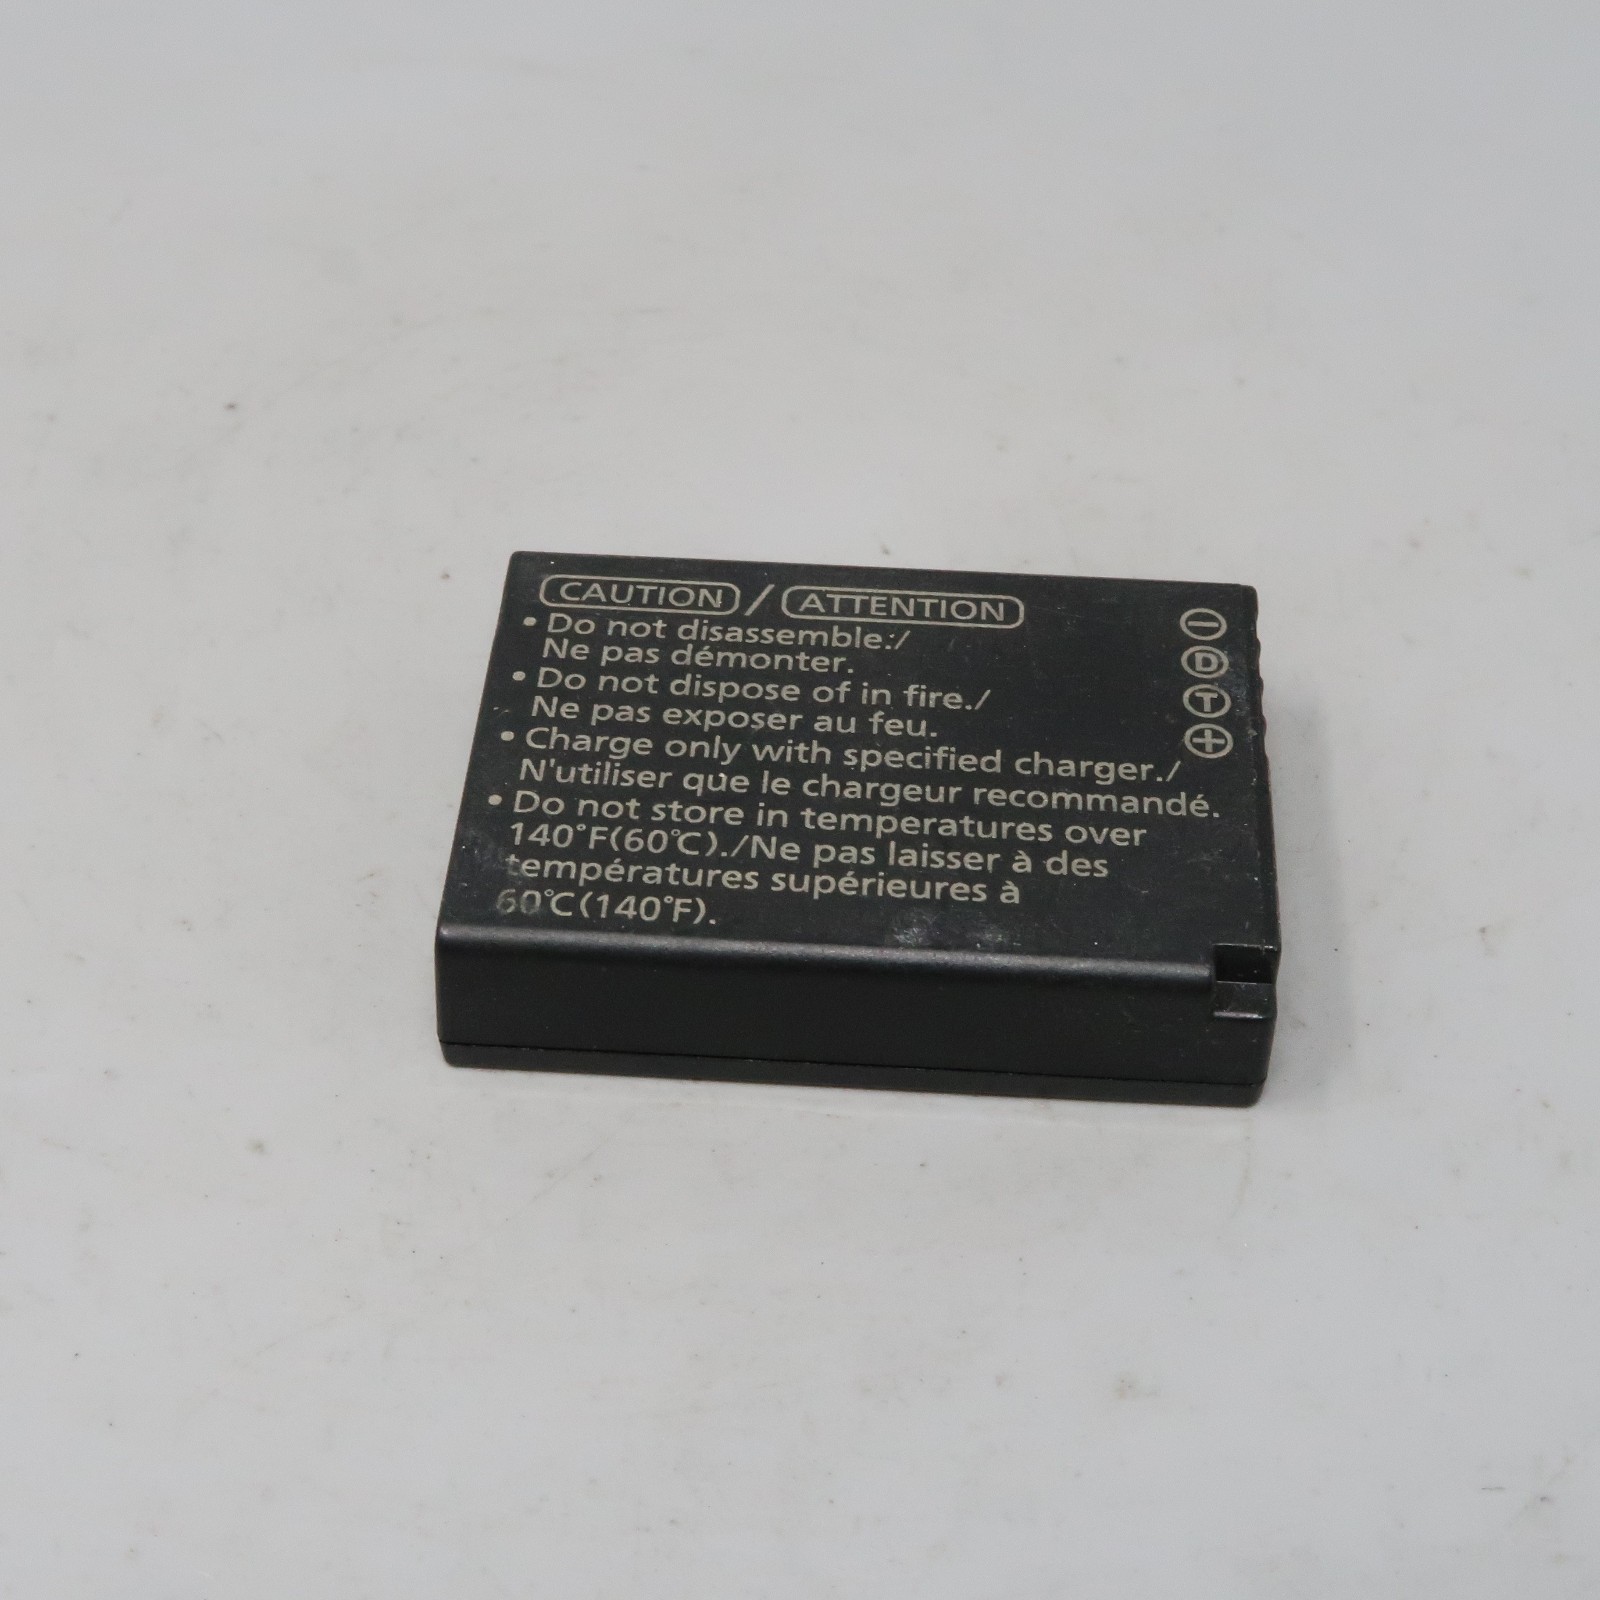 CAUTION / ATTENTION
• Do not disassemble./
Ne pas démonter.
• Do not dispose of in fire./
Ne pas exposer au feu.
• Charge only with specified charger./
N'utiliser que le chargeur recommandé.
• Do not store in temperatures over
140°F(60°C)./Ne pas laisser à des
températures supérieures à
60°C(140°F).
−
D
T
+